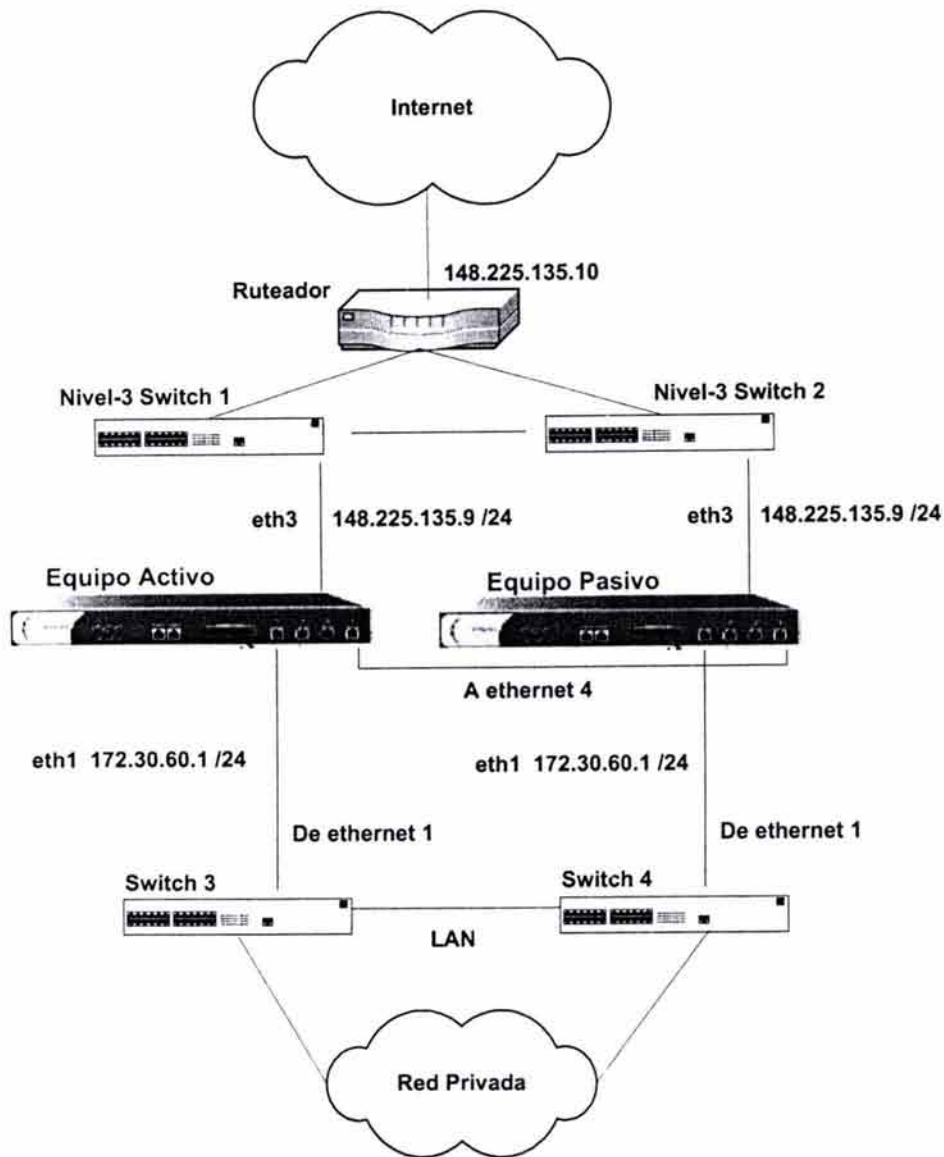 Internet
148.225.135.10
Ruteador
Nivel-3 Switch 1
Nivel-3 Switch 2
eth3 148.225.135.9 /24
eth3 148.225.135.9 /24
Equipo Activo
Equipo Pasivo
A ethernet 4
eth1 172.30.60.1 /24
eth1 172.30.60.1 /24
De ethernet 1
De ethernet 1
Switch 3
Switch 4
LAN
Red Privada